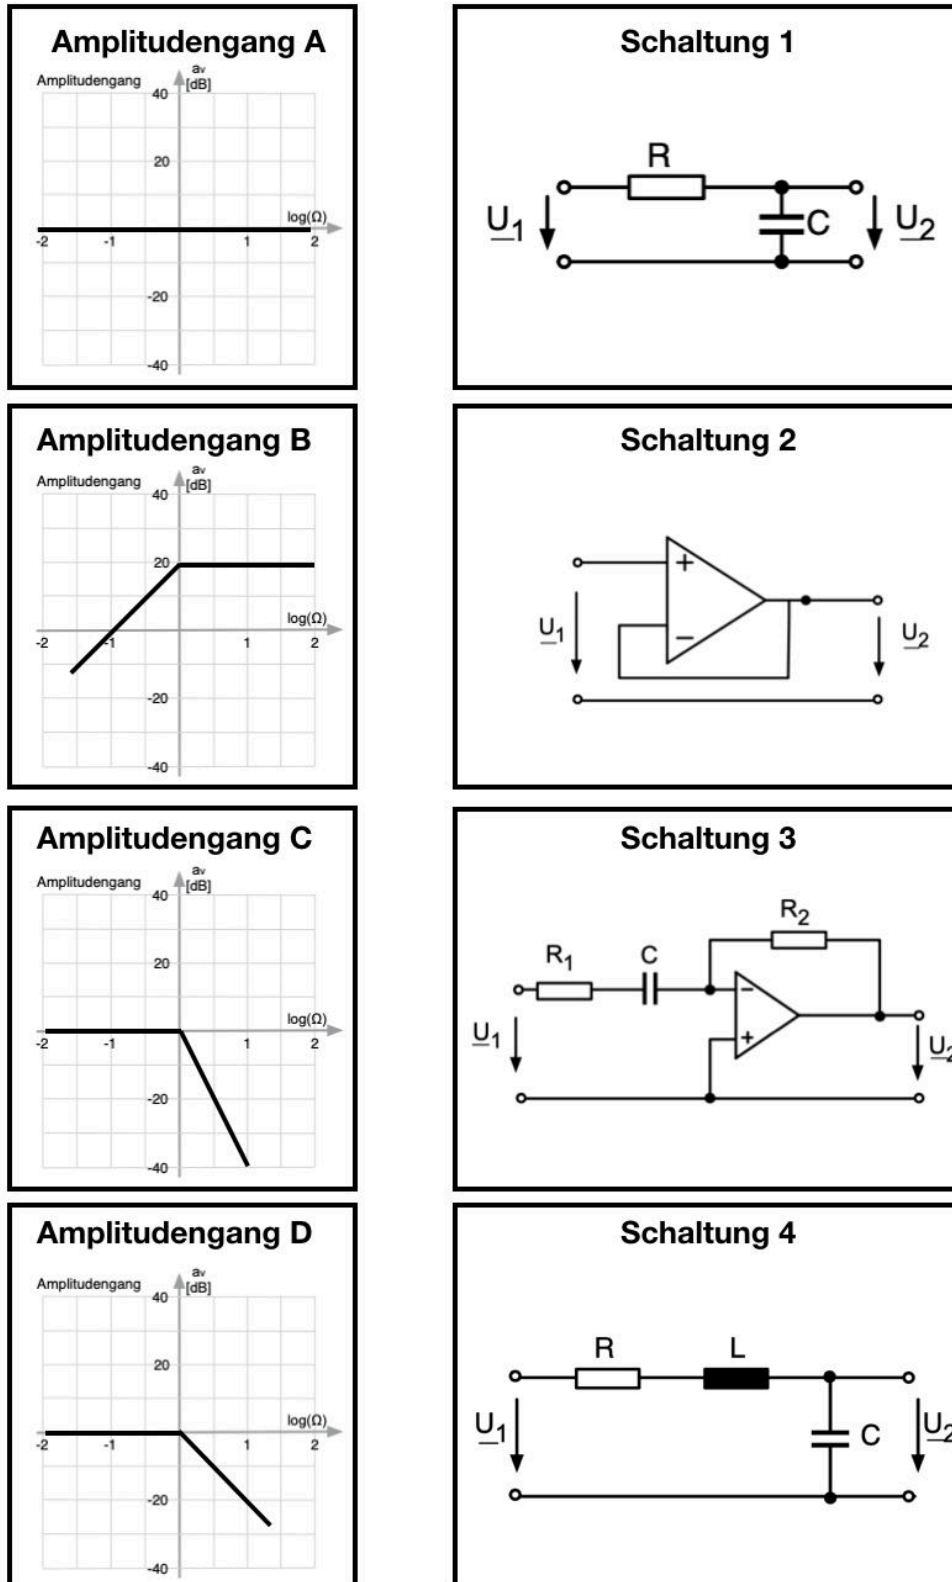 Amplitudengang A
Amplitudengang
av
[dB]
40
20
log(Ω)
-2 -1 1 2
-20
-40
Schaltung 1
R
U1
C
U2
Amplitudengang B
Amplitudengang
av
[dB]
40
20
log(Ω)
-2 -1 1 2
-20
-40
Schaltung 2
+
U1
U2
−
Amplitudengang C
Amplitudengang
av
[dB]
40
20
log(Ω)
-2 -1 1 2
-20
-40
Schaltung 3
R2
R1 C
−
+
U1
U2
Amplitudengang D
Amplitudengang
av
[dB]
40
20
log(Ω)
-2 -1 1 2
-20
-40
Schaltung 4
R L
U1
C
U2